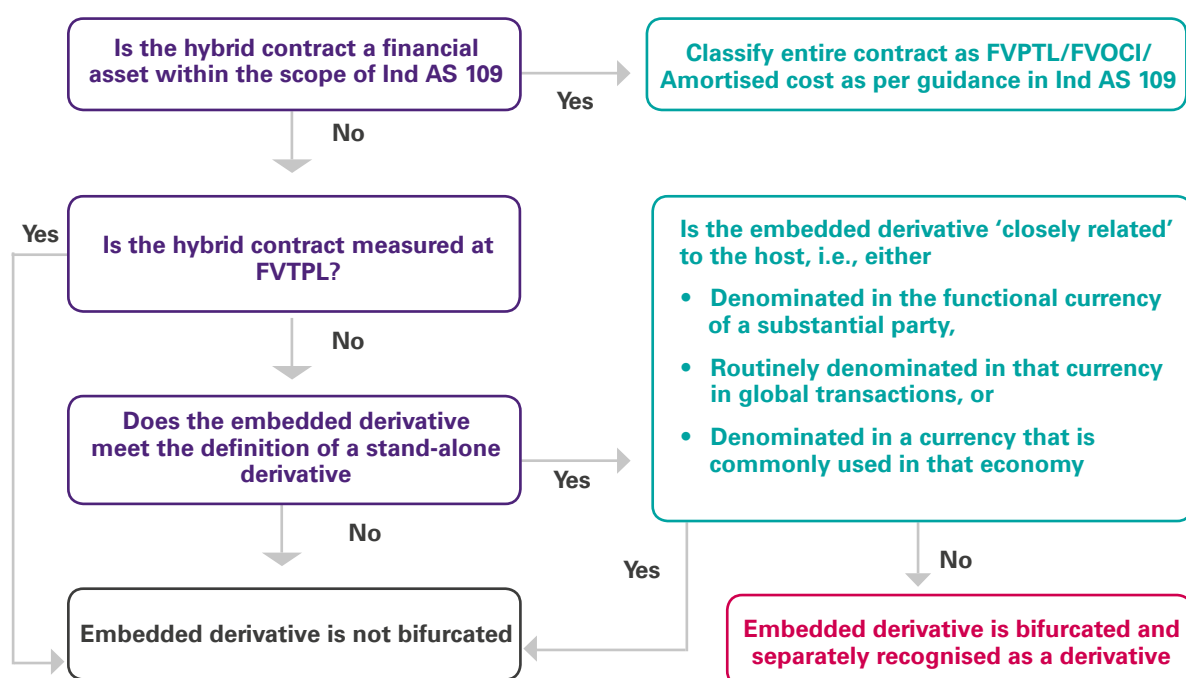 Is the hybrid contract a financial
asset within the scope of Ind AS 109
Yes
Classify entire contract as FVPTL/FVOCI/
Amortised cost as per guidance in Ind AS 109
No
Yes
Is the hybrid contract measured at
FVTPL?
No
Does the embedded derivative
meet the definition of a stand-alone
derivative
Yes
Is the embedded derivative ‘closely related’
to the host, i.e., either
• Denominated in the functional currency
of a substantial party,
• Routinely denominated in that currency
in global transactions, or
• Denominated in a currency that is
commonly used in that economy
No
Yes
No
Embedded derivative is not bifurcated
Embedded derivative is bifurcated and
separately recognised as a derivative